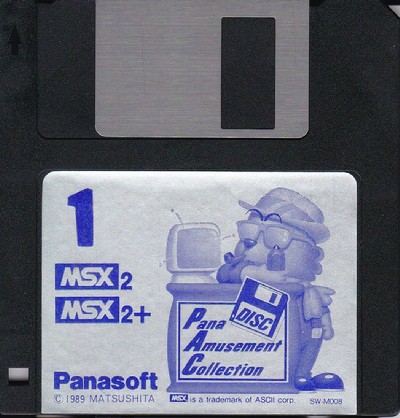 1
MSX 2
MSX 2+
DISC
Pana
Amusement
Collection
Panasoft
© 1989 MATSUSHITA
MSX is a trademark of ASCII corp.
SW-M008